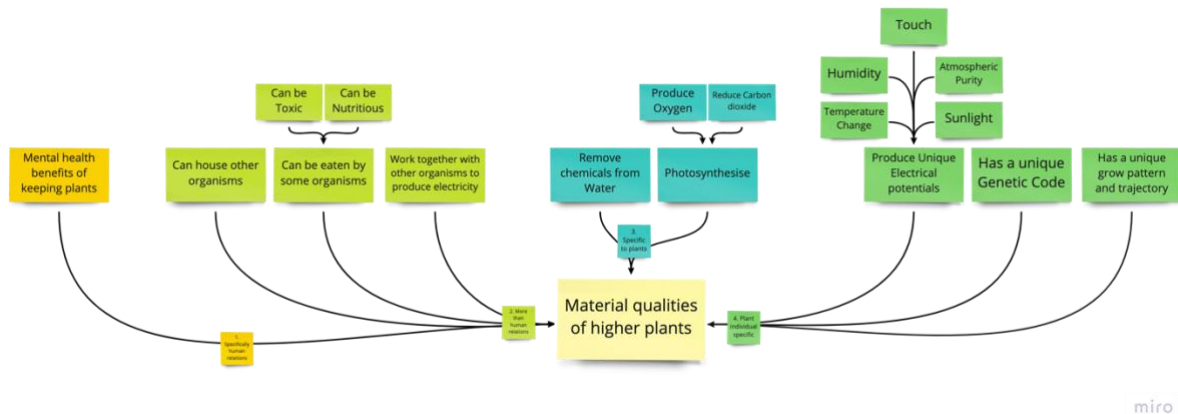 Touch
Humidity
Atmospheric
Purity
Temperature
Change
Sunlight
Can be
Toxic
Can be
Nutritious
Produce
Oxygen
Reduce Carbon
dioxide
Mental health
benefits of
keeping plants
Can house other
organisms
Can be eaten by
some organisms
Work together with
other organisms to
produce electricity
Remove
chemicals from
Water
Photosynthesise
Produce Unique
Electrical
potentials
Has a unique
Genetic Code
Has a unique
grow pattern
and trajectory
3.
Specific
to plants
Material qualities
of higher plants
2. More
than
human
relations
4. Plant
individual
specific
1.
Specifically
human
relations
miro